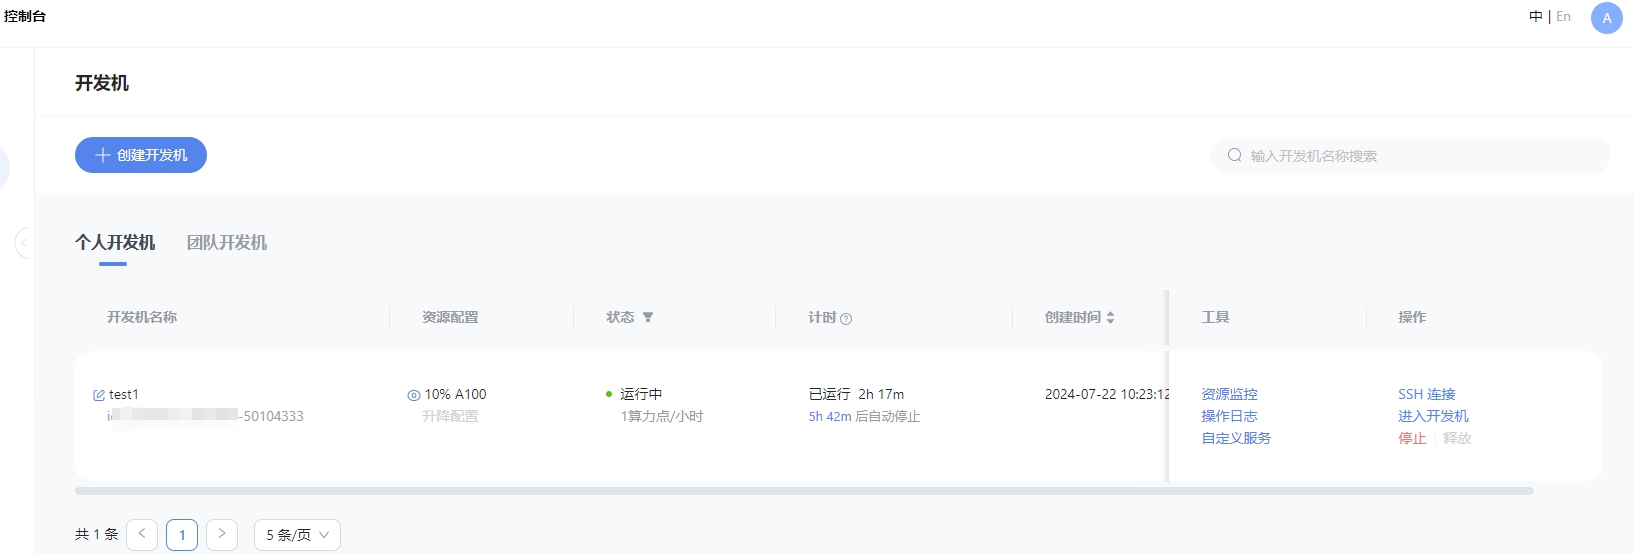 控制台
中 | En
A
开发机
创建开发机
输入开发机名称搜索
个人开发机 团队开发机
开发机名称 资源配置 状态 计时 创建时间 工具 操作
test1 10% A100 运行中 已运行 2h 17m 2024-07-22 10:23:12 资源监控 SSH 连接
-50104333 升降配置 1算力点/小时 5h 42m 后自动停止 操作日志 进入开发机
自定义服务 停止 释放
共 1 条 < 1 > 5 条/页